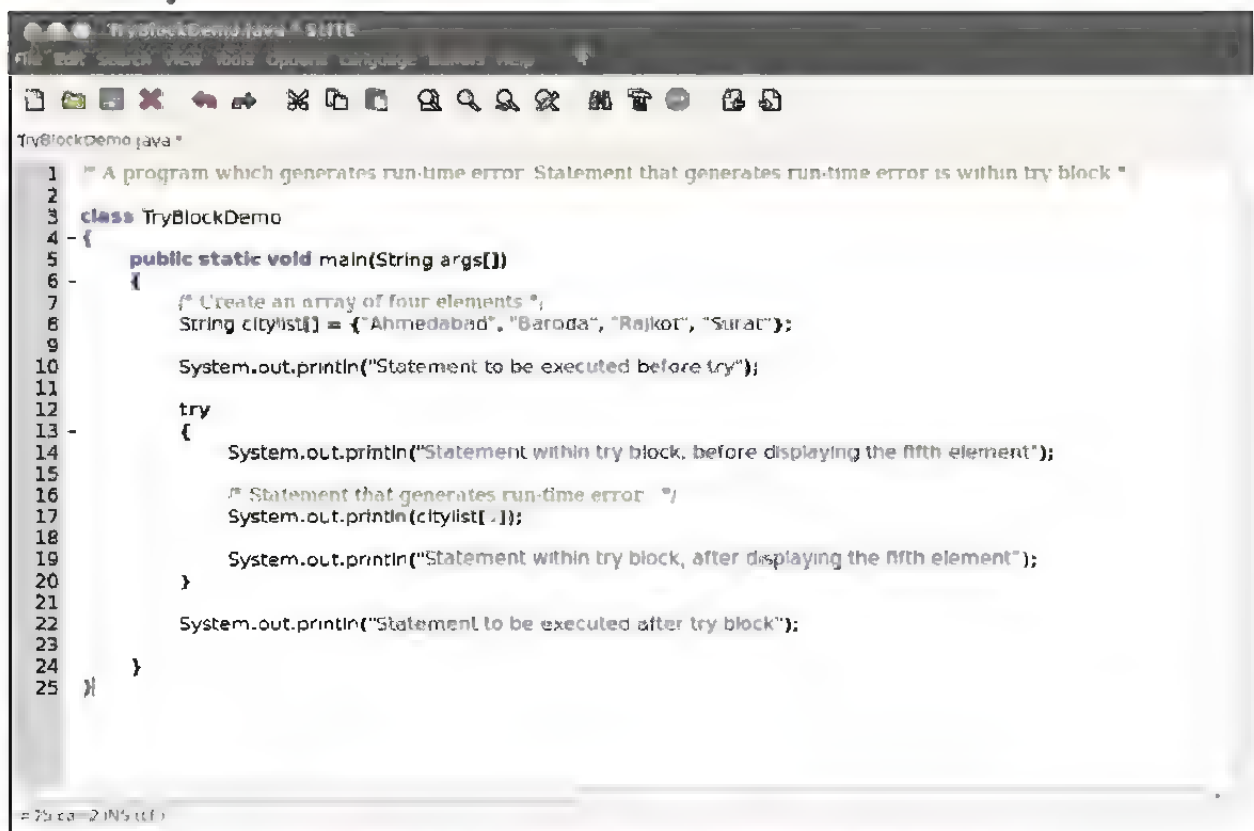 TryBlockDemo.java * SciTE
File Edit Search View Tools Options Language Buffers Help
TryBlockDemo.java *
1 /* A program which generates run-time error Statement that generates run-time error is within try block *
2
3 class TryBlockDemo
4 - {
5 public static void main(String args[])
6 - {
7 /* Create an array of four elements */
8 String citylist[] = {"Ahmedabad", "Baroda", "Rajkot", "Surat"};
9
10 System.out.println("Statement to be executed before try");
11
12 try
13 - {
14 System.out.println("Statement within try block, before displaying the fifth element");
15
16 /* Statement that generates run-time error */
17 System.out.println(citylist[ ]);
18
19 System.out.println("Statement within try block, after displaying the fifth element");
20 }
21
22 System.out.println("Statement to be executed after try block");
23
24 }
25 }